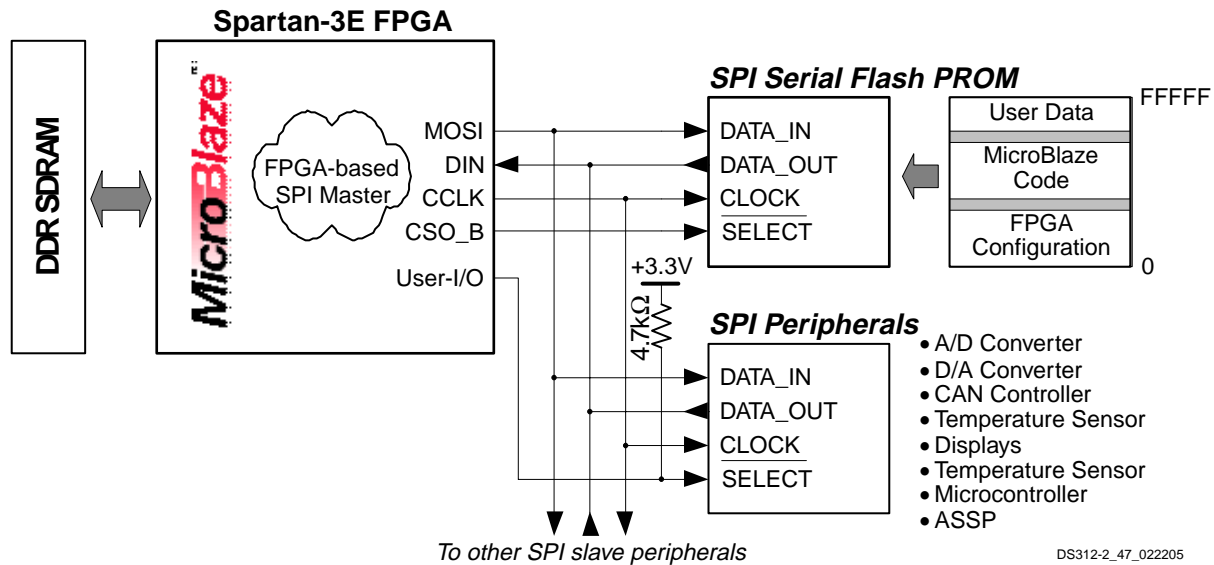 Spartan-3E FPGA
DDR SDRAM
MicroBlaze™
FPGA-based
SPI Master
MOSI
DIN
CCLK
CSO_B
User-I/O
SPI Serial Flash PROM
DATA_IN
DATA_OUT
CLOCK
SELECT
User Data
MicroBlaze
Code
FPGA
Configuration
FFFFF
0
+3.3V
4.7kΩ
SPI Peripherals
DATA_IN
DATA_OUT
CLOCK
SELECT
• A/D Converter
• D/A Converter
• CAN Controller
• Temperature Sensor
• Displays
• Temperature Sensor
• Microcontroller
• ASSP
To other SPI slave peripherals
DS312-2_47_022205